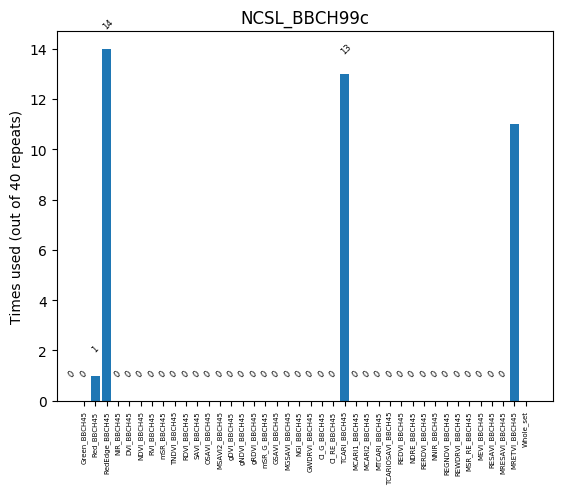 NCSL_BBCH99c
Times used (out of 40 repeats)
14
12
10
8
6
4
2
0
0 0 1 14 0 0 0 0 0 0 0 0 0 0 0 0 0 0 0 0 0 0 0 0 13 0 0 0 0 0 0 0 0 0 0 0 0 0 0
Green_BBCH45
Red_BBCH45
RedEdge_BBCH45
NIR_BBCH45
DVI_BBCH45
NDVI_BBCH45
RVI_BBCH45
mSR_BBCH45
TNDVI_BBCH45
RDVI_BBCH45
SAVI_BBCH45
OSAVI_BBCH45
MSAVI2_BBCH45
gDVI_BBCH45
gNDVI_BBCH45
gRDVI_BBCH45
mSR_G_BBCH45
GSAVI_BBCH45
MGSAVI_BBCH45
NGI_BBCH45
GWDRVI_BBCH45
CI_G_BBCH45
CI_RE_BBCH45
TCARI_BBCH45
MCARI1_BBCH45
MCARI2_BBCH45
MTCARI_BBCH45
TCARIOSAVI_BBCH45
REDVI_BBCH45
NDRE_BBCH45
RERDVI_BBCH45
NNIR_BBCH45
REGNDVI_BBCH45
REWDRVI_BBCH45
MSR_RE_BBCH45
MEVI_BBCH45
RESAVI_BBCH45
MRESAVI_BBCH45
MRETVI_BBCH45
Whole_set